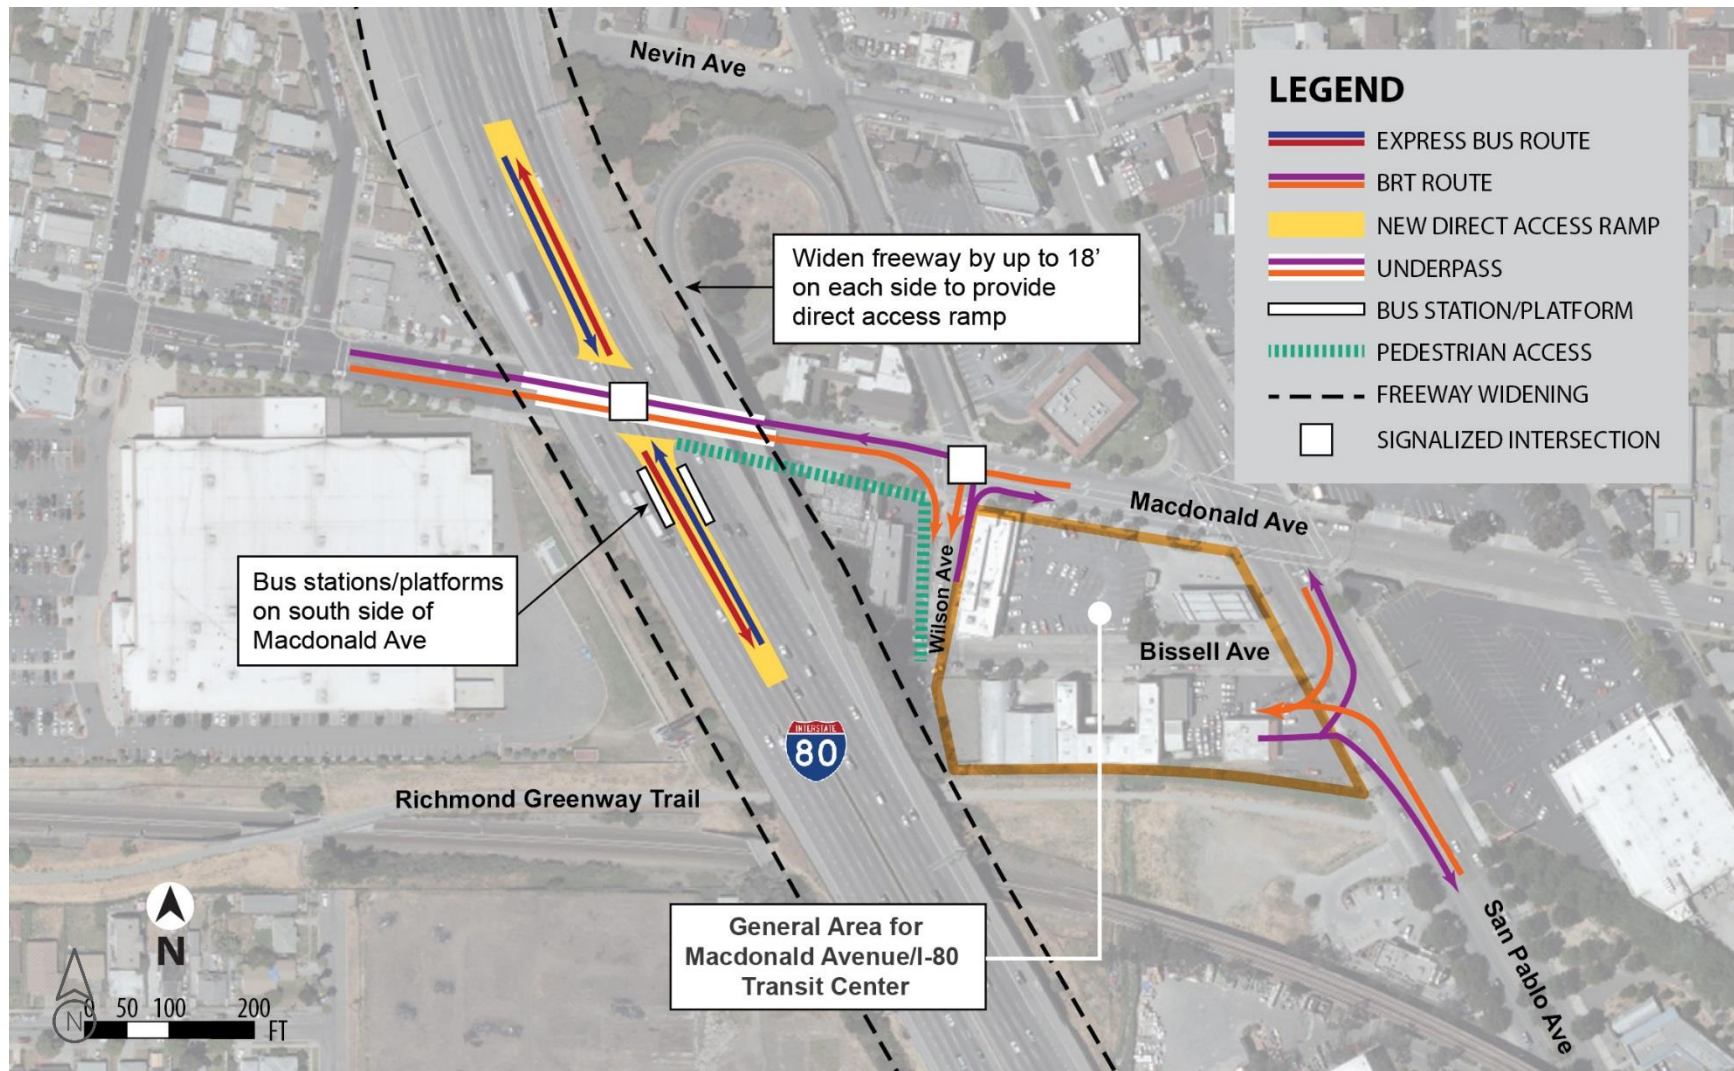 Nevin Ave
LEGEND
EXPRESS BUS ROUTE
BRT ROUTE
NEW DIRECT ACCESS RAMP
UNDERPASS
BUS STATION/PLATFORM
PEDESTRIAN ACCESS
FREEWAY WIDENING
SIGNALIZED INTERSECTION
Widen freeway by up to 18'
on each side to provide
direct access ramp
Macdonald Ave
Bus stations/platforms
on south side of
Macdonald Ave
Wilson Ave
Bissell Ave
INTERSTATE
80
Richmond Greenway Trail
General Area for
Macdonald Avenue/I-80
Transit Center
San Pablo Ave
N
N
0 50 100 200
FT